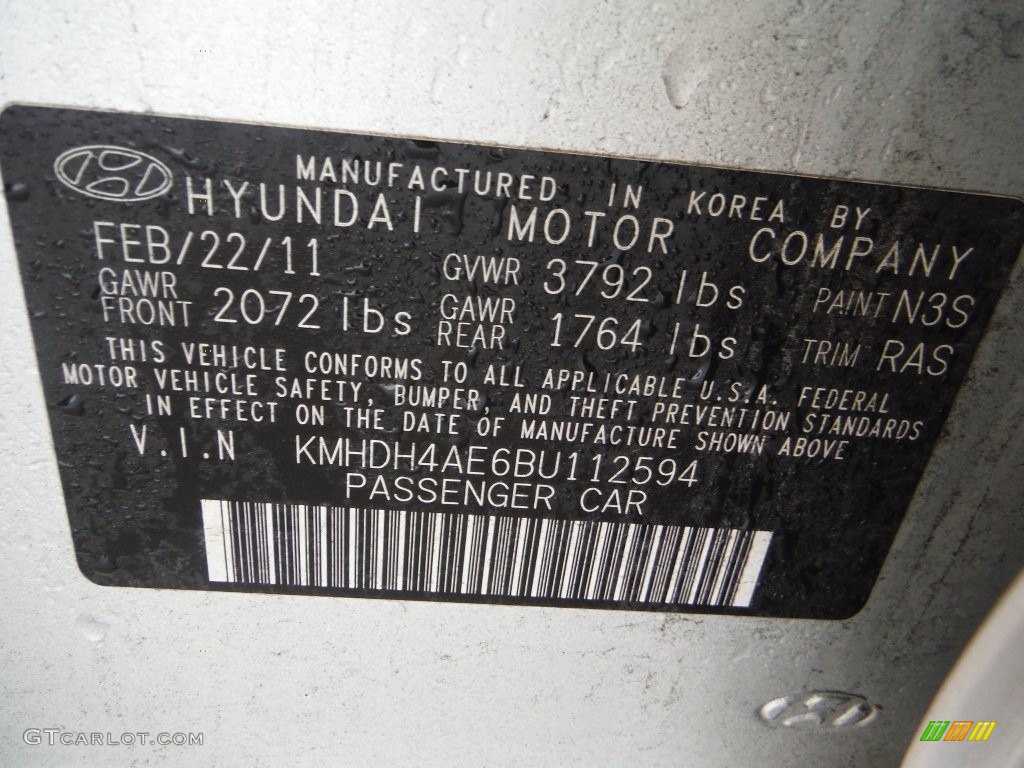 MANUFACTURED IN KOREA BY
HYUNDAI MOTOR COMPANY
FEB/22/11 GVWR 3792 lbs PAINT N3S
GAWR FRONT 2072 lbs GAWR REAR 1764 lbs TRIM RAS
THIS VEHICLE CONFORMS TO ALL APPLICABLE U.S.A. FEDERAL
MOTOR VEHICLE SAFETY, BUMPER, AND THEFT PREVENTION STANDARDS
IN EFFECT ON THE DATE OF MANUFACTURE SHOWN ABOVE
V.I.N KMHDH4AE6BU112594
PASSENGER CAR
GTCARLOT.COM